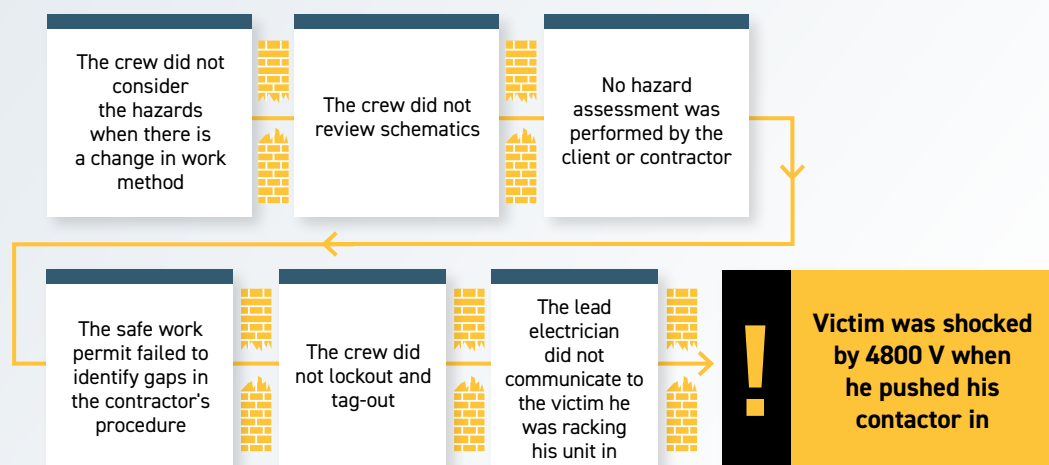 The crew did not
consider
the hazards
when there is
a change in work
method
The crew did not
review schematics
No hazard
assessment was
performed by the
client or contractor
The safe work
permit failed to
identify gaps in
the contractor's
procedure
The crew did
not lockout and
tag-out
The lead
electrician
did not
communicate to
the victim he
was racking
his unit in
!
Victim was shocked
by 4800 V when
he pushed his
contactor in